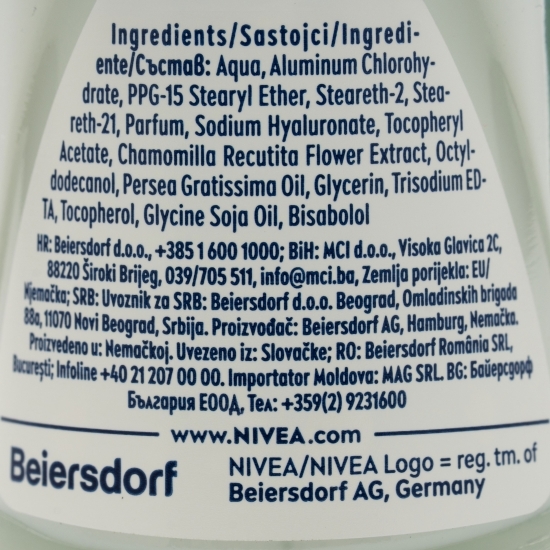 Ingredients/Sastojci/Ingredi-
ente/Състав: Aqua, Aluminum Chlorohy-
drate, PPG-15 Stearyl Ether, Steareth-2, Stea-
reth-21, Parfum, Sodium Hyaluronate, Tocopheryl
Acetate, Chamomilla Recutita Flower Extract, Octyl-
dodecanol, Persea Gratissima Oil, Glycerin, Trisodium ED-
TA, Tocopherol, Glycine Soja Oil, Bisabolol
HR: Beiersdorf d.o.o., +385 1 600 1000; BiH: MCI d.o.o., Visoka Glavica 2C,
88220 Široki Brijeg, 039/705 511, info@mci.ba, Zemlja porijekla: EU/
Njemačka; SRB: Uvoznik za SRB: Beiersdorf d.o.o. Beograd, Omladinskih brigada
88a, 11070 Novi Beograd, Srbija. Proizvođač: Beiersdorf AG, Hamburg, Nemačka.
Proizvedeno u: Nemačkoj. Uvezeno iz: Slovačke; RO: Beiersdorf România SRL,
București; Infoline +40 21 207 00 00. Importator Moldova: MAG SRL. BG: Байерсдорф
България ЕООД, Тел: +359(2) 9231600
www.NIVEA.com
Beiersdorf
NIVEA/NIVEA Logo = reg. tm. of
Beiersdorf AG, Germany